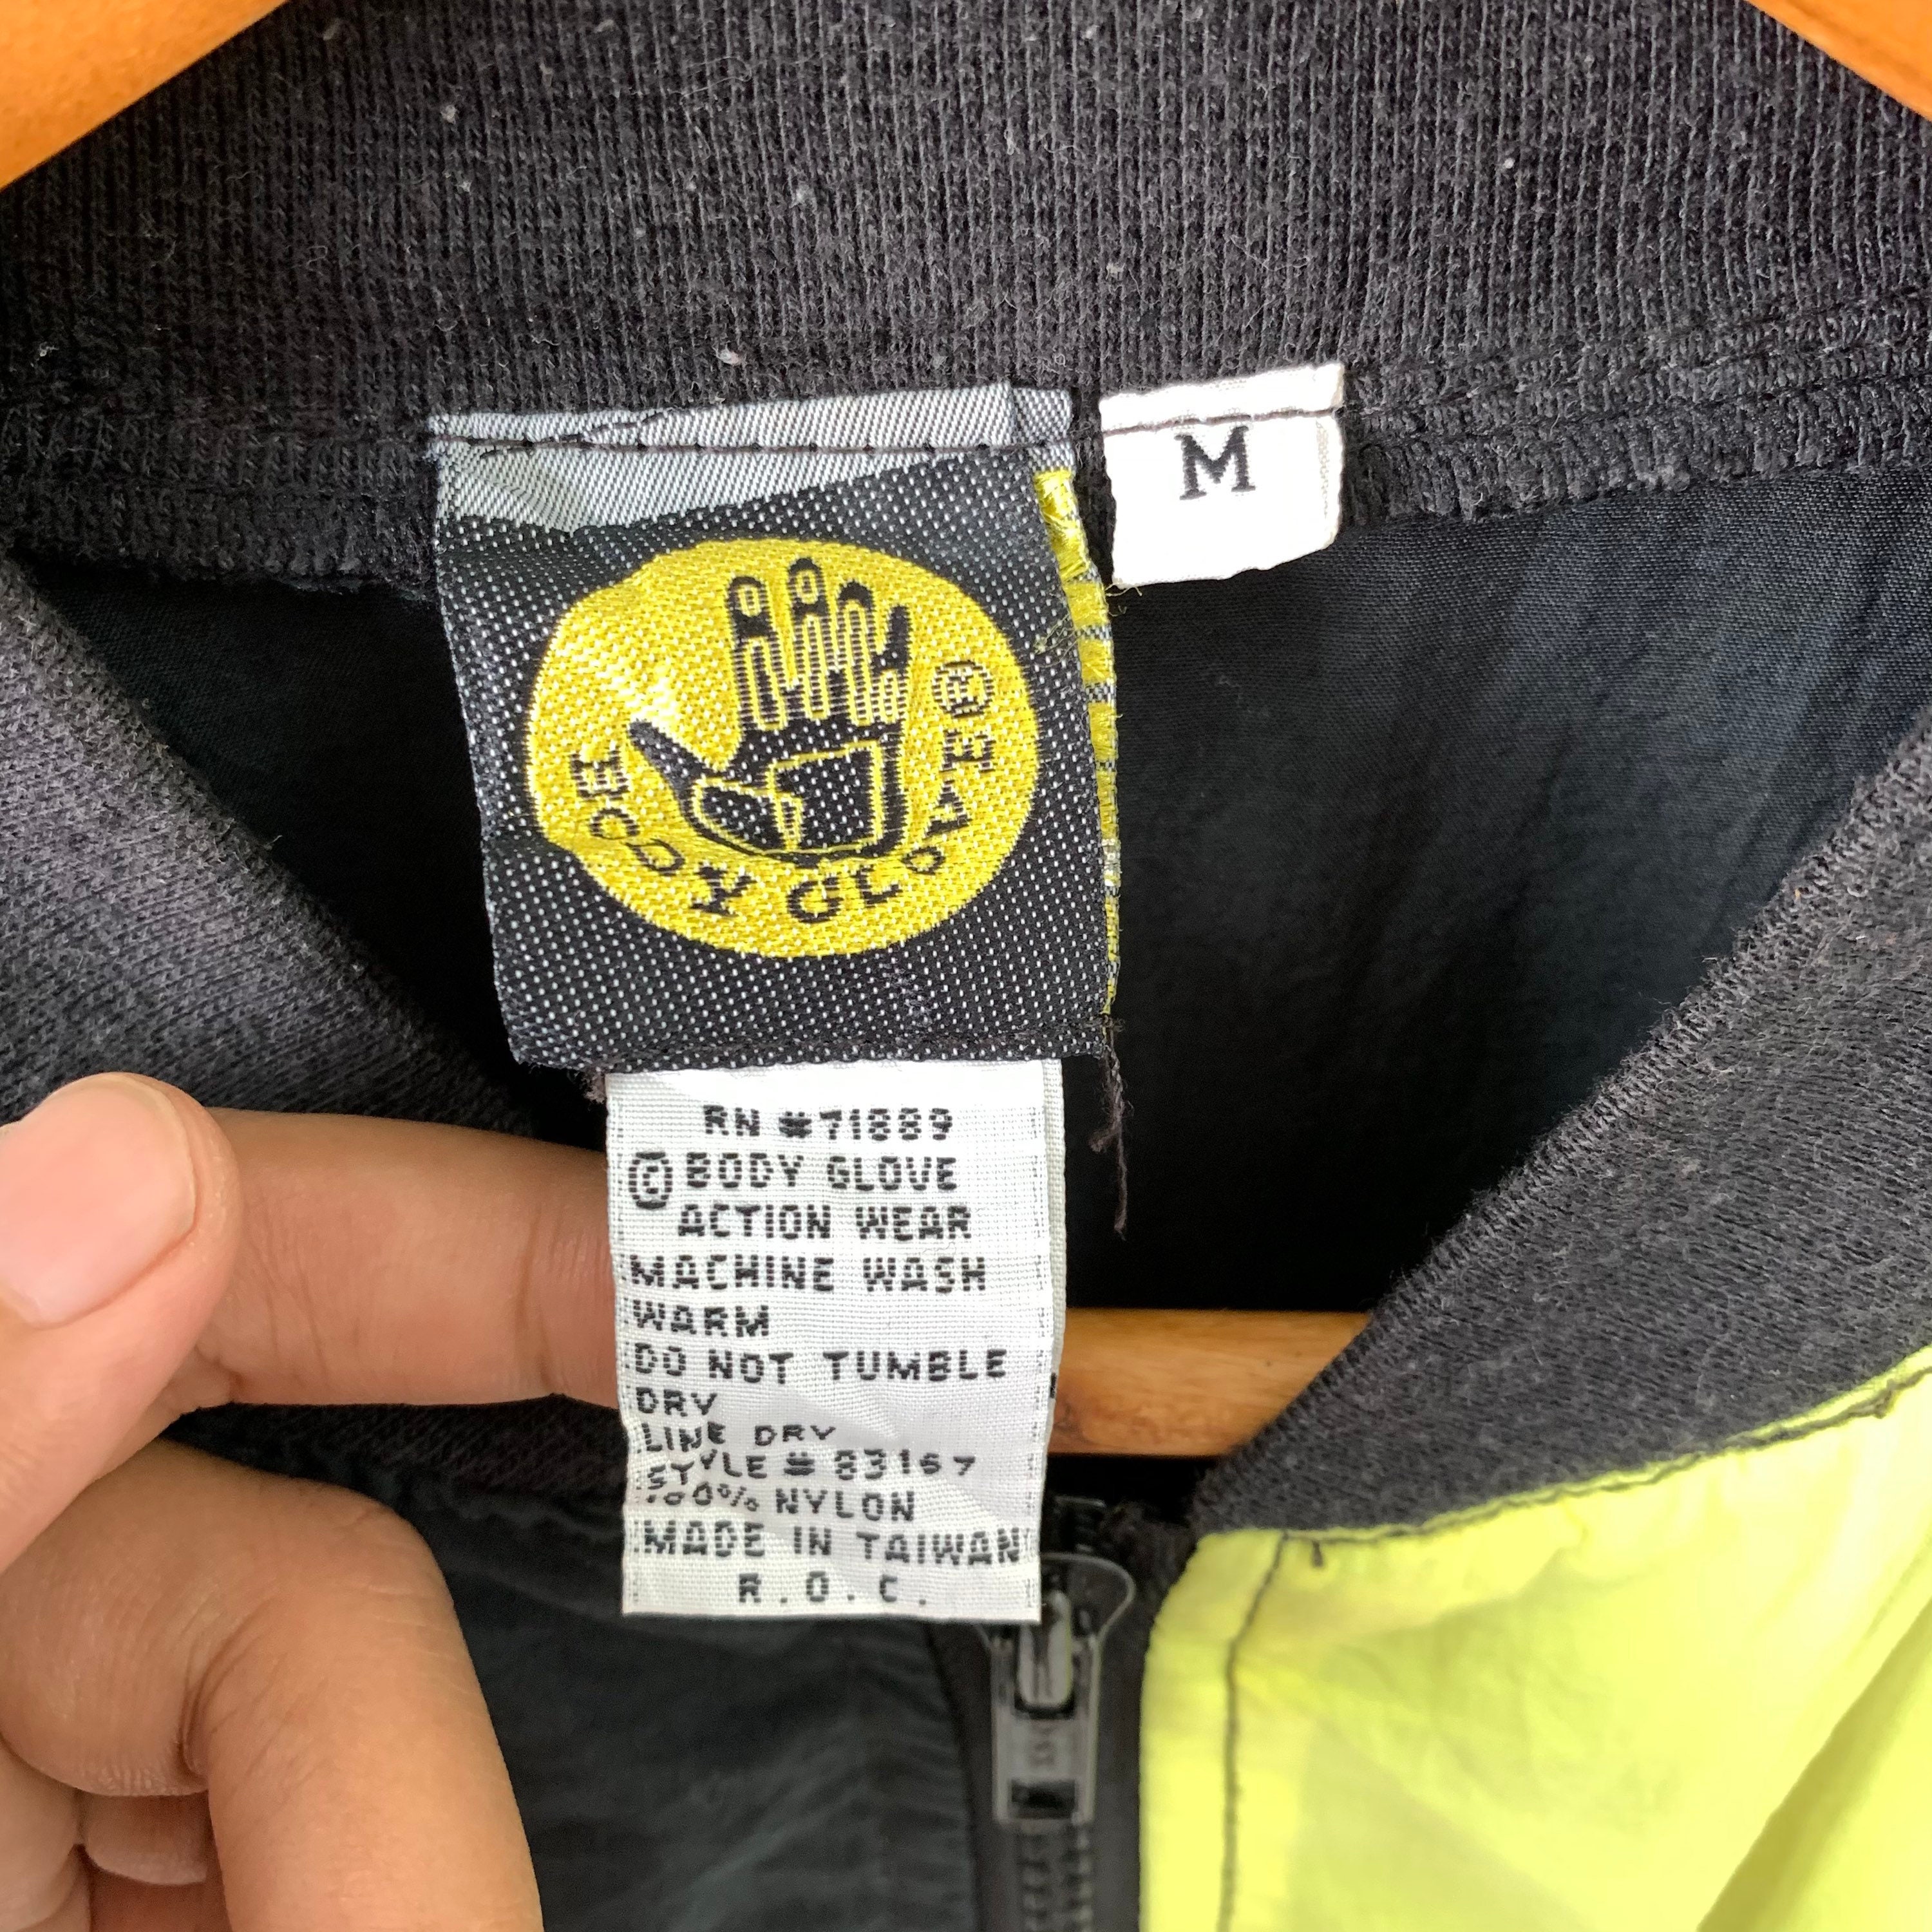 M
BODY GLOVE ®
RN #71889
© BODY GLOVE
ACTION WEAR
MACHINE WASH
WARM
DO NOT TUMBLE
DRY
LINE DRY
STYLE # 83167
100% NYLON
MADE IN TAIWAN
R.O.C.